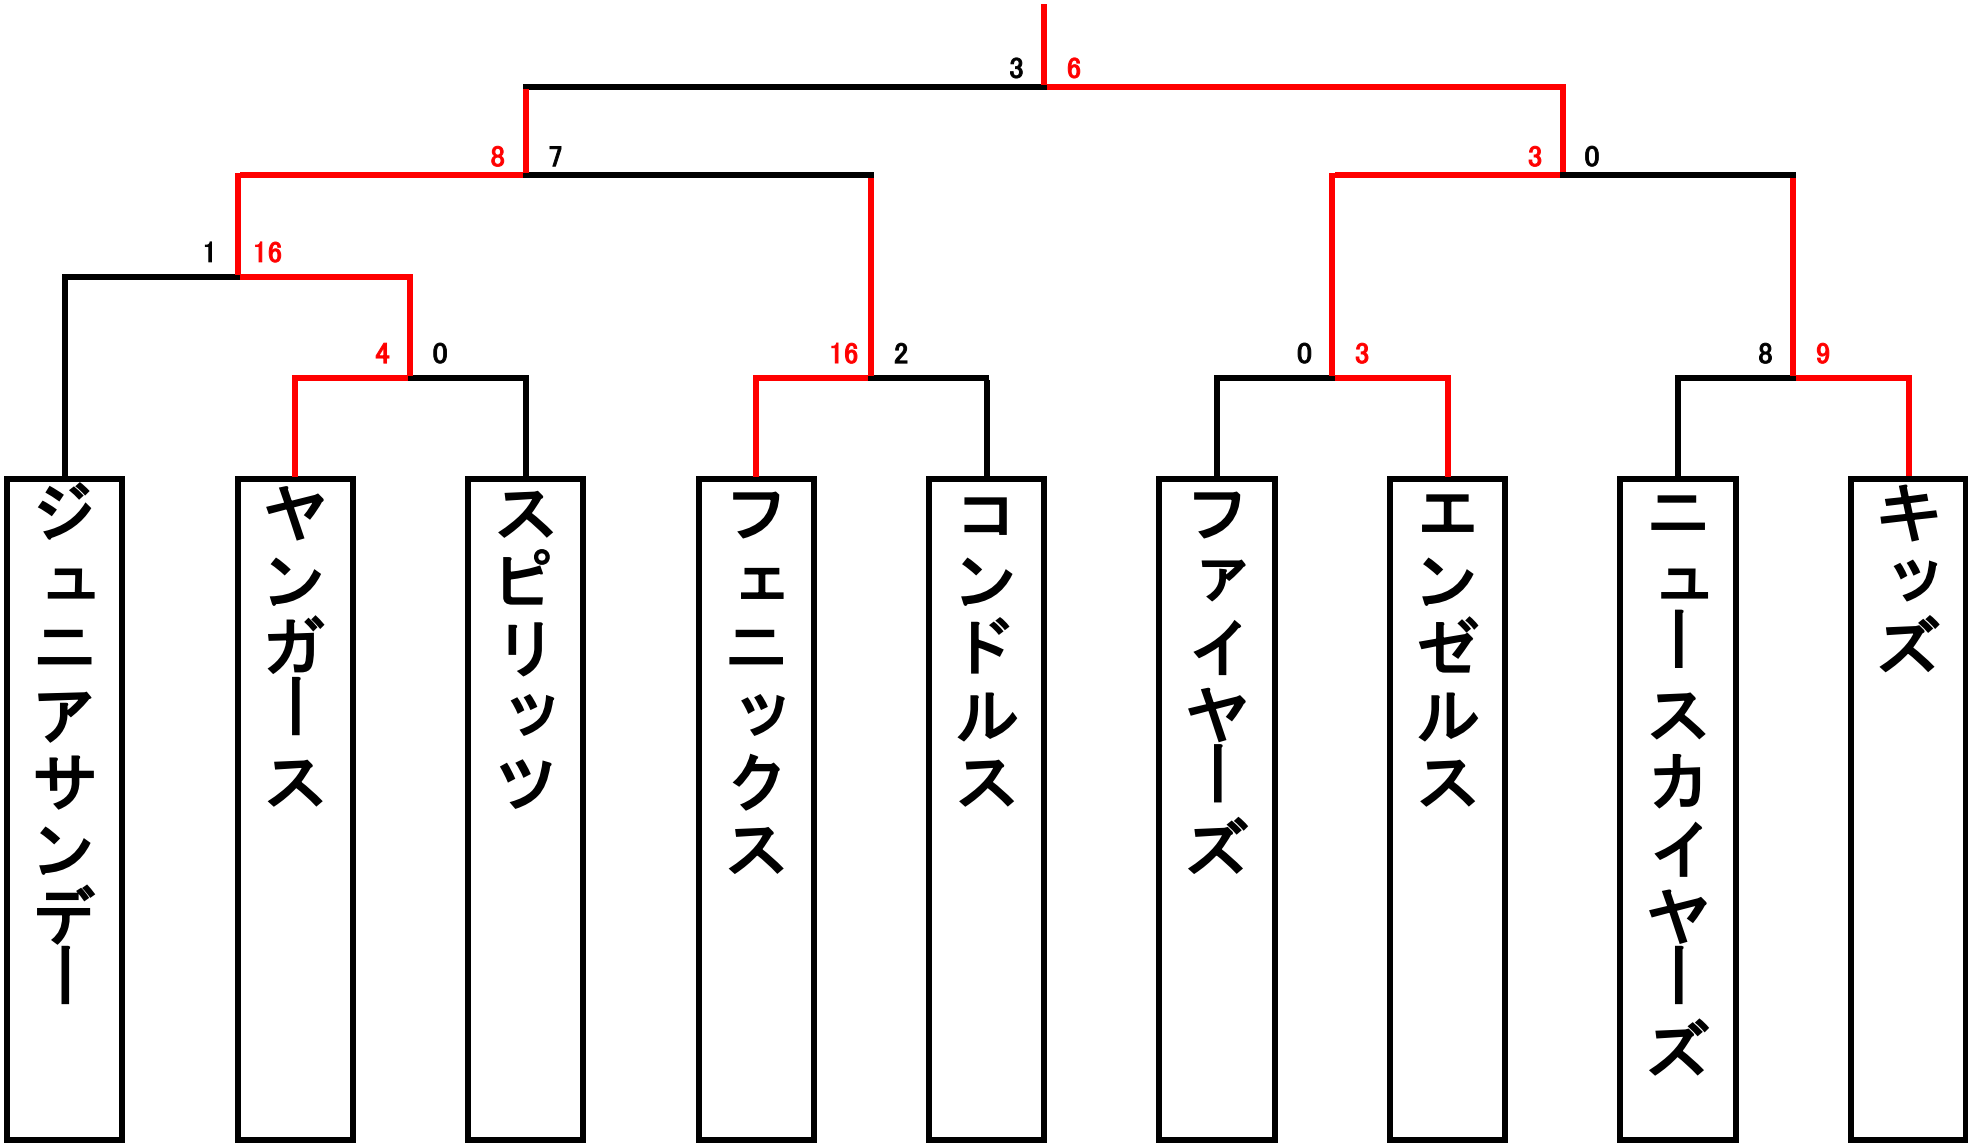 3 6
8 7
3 0
1 16
4 0
16 2
0 3
8 9
ジュニアサンデー
ヤンガース
スピリッツ
フェニックス
コンドルス
ファイヤーズ
エンゼルス
ニュースカイヤーズ
キッズ